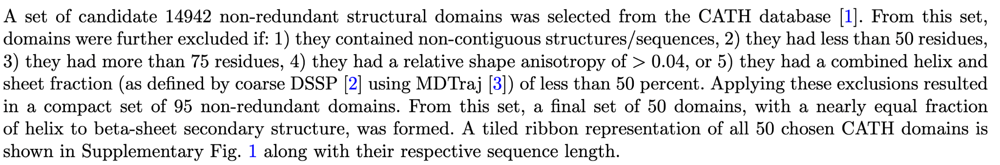 A set of candidate 14942 non-redundant structural domains was selected from the CATH database [1]. From this set,
domains were further excluded if: 1) they contained non-contiguous structures/sequences, 2) they had less than 50 residues,
3) they had more than 75 residues, 4) they had a relative shape anisotropy of > 0.04, or 5) they had a combined helix and
sheet fraction (as defined by coarse DSSP [2] using MDTraj [3]) of less than 50 percent. Applying these exclusions resulted
in a compact set of 95 non-redundant domains. From this set, a final set of 50 domains, with a nearly equal fraction
of helix to beta-sheet secondary structure, was formed. A tiled ribbon representation of all 50 chosen CATH domains is
shown in Supplementary Fig. 1 along with their respective sequence length.